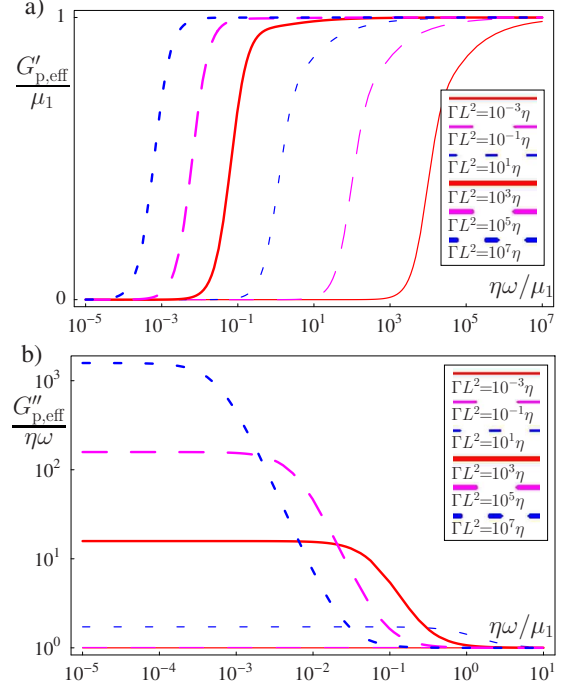 a)
1
G′p,eff
μ1
0
ΓL²=10⁻³η
ΓL²=10⁻¹η
ΓL²=10¹η
ΓL²=10³η
ΓL²=10⁵η
ΓL²=10⁷η
ηω/μ1
10⁻⁵ 10⁻³ 10⁻¹ 10¹ 10³ 10⁵ 10⁷
b)
10³
G″p,eff
ηω
10²
10¹
10⁰
ΓL²=10⁻³η
ΓL²=10⁻¹η
ΓL²=10¹η
ΓL²=10³η
ΓL²=10⁵η
ΓL²=10⁷η
ηω/μ1
10⁻⁵ 10⁻⁴ 10⁻³ 10⁻² 10⁻¹ 10⁰ 10¹